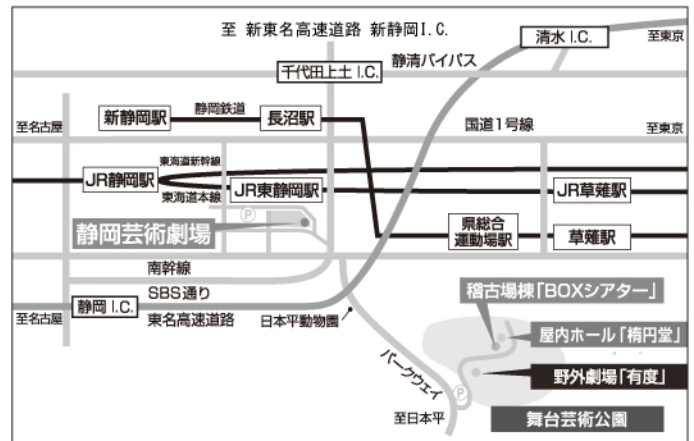 至 新東名高速道路 新静岡I.C.
清水 I.C.
至東京
千代田上土 I.C.
静清バイパス
至名古屋
新静岡駅
静岡鉄道
長沼駅
国道1号線
至東京
JR静岡駅
東海道新幹線
東海道本線
JR東静岡駅
JR草薙駅
P
静岡芸術劇場
県総合
運動場駅
草薙駅
南幹線
SBS通り
静岡 I.C.
東名高速道路
至名古屋
日本平動物園
稽古場棟「BOXシアター」
屋内ホール「楕円堂」
野外劇場「有度」
パークウェイ
P
至日本平
舞台芸術公園